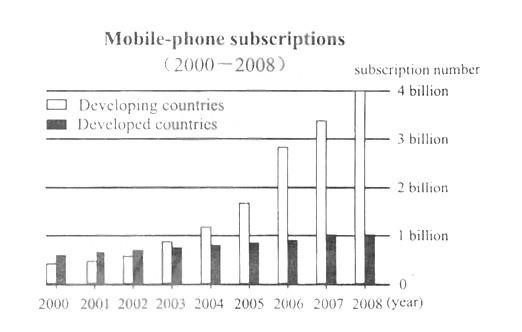 Mobile-phone subscriptions
(2000－2008)
subscription number
4 billion
Developing countries
Developed countries
3 billion
2 billion
1 billion
0
2000 2001 2002 2003 2004 2005 2006 2007 2008 (year)